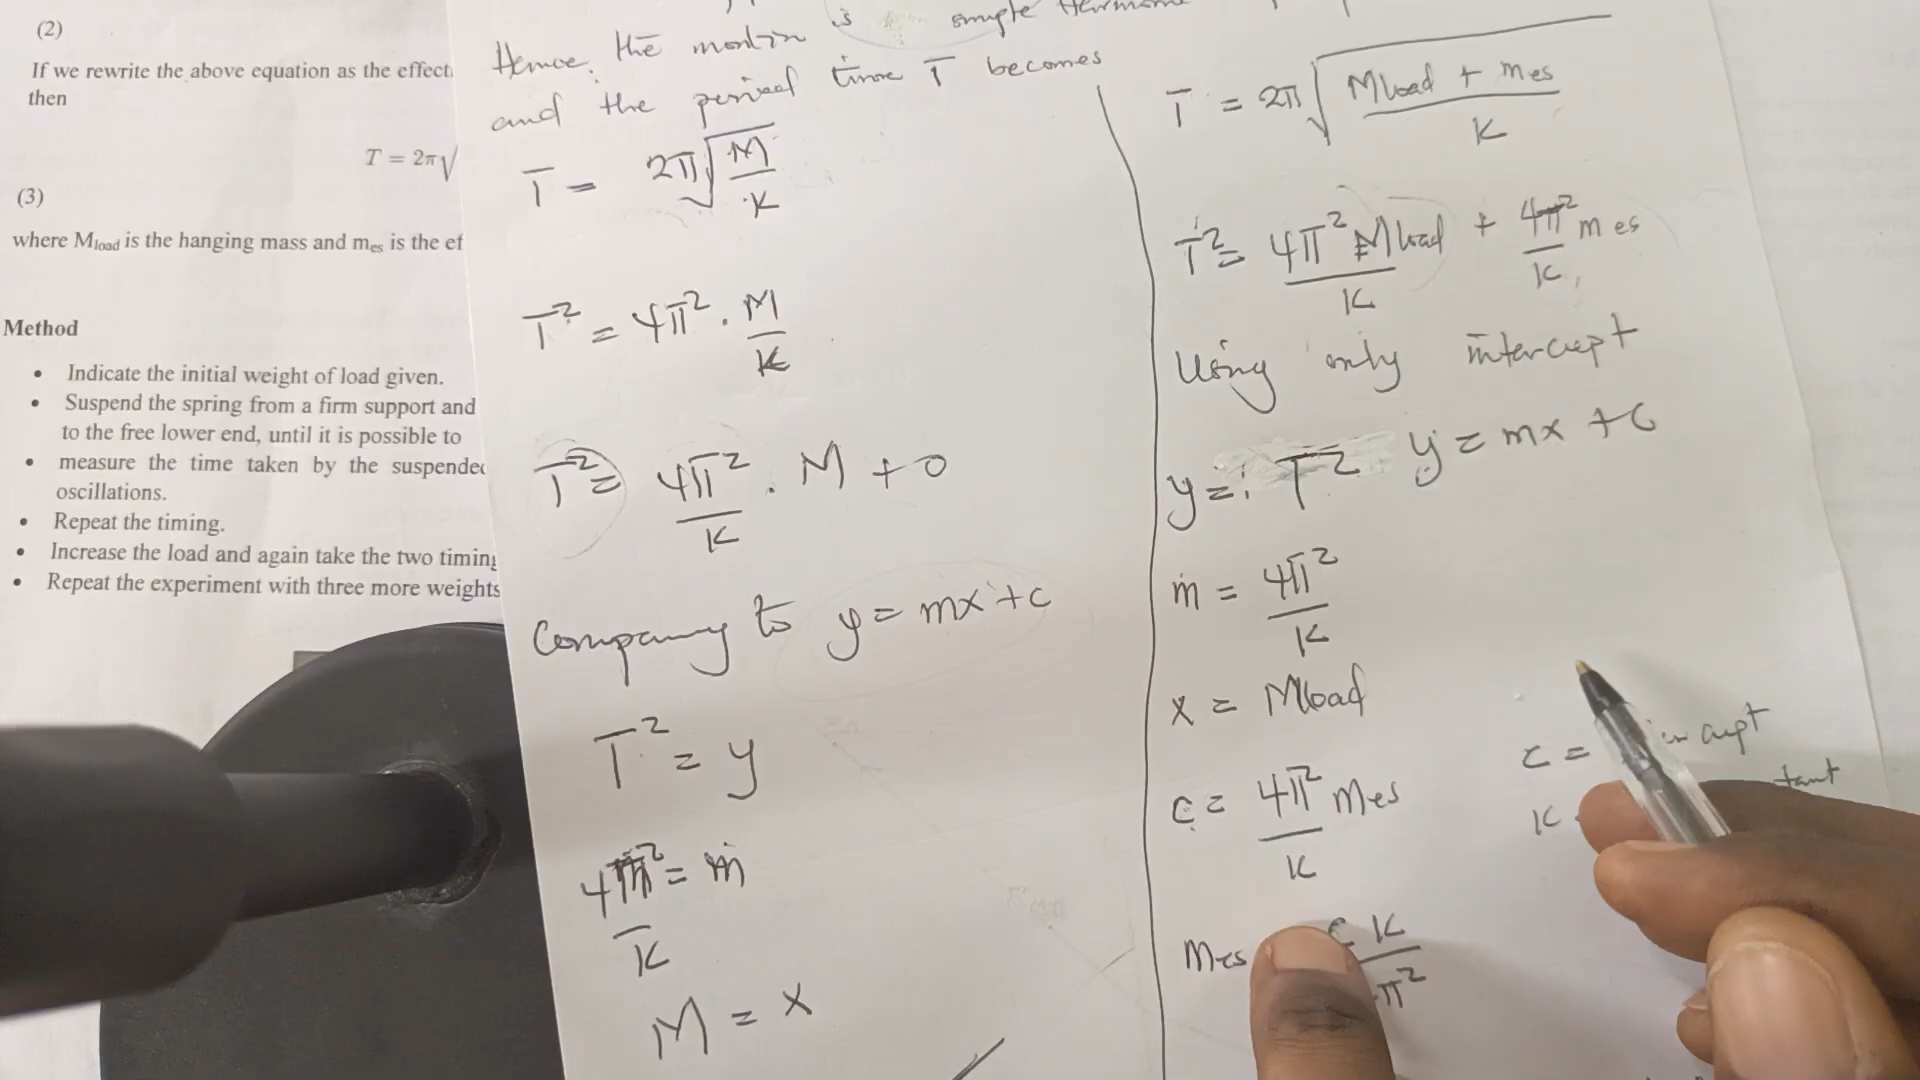 (2)
If we rewrite the above equation as the effect
then
T = 2π√
(3)
where Mload is the hanging mass and mes is the ef
Method
• Indicate the initial weight of load given.
• Suspend the spring from a firm support and
to the free lower end, until it is possible to
• measure the time taken by the suspended
oscillations.
• Repeat the timing.
• Increase the load and again take the two timing
• Repeat the experiment with three more weights
is simple
Hence, the motion
and the period time T becomes
T = 2π√(M/K)
T² = 4π² . M/K
T² = 4π²/K . M + 0
Comparing to y = mx + c
T² = y
4π²/K = m
M = x
T = 2π√((Mload + mes)/K)
T² = 4π² Mload/K + 4π²/K mes
Using only intercept
y = T² y = mx + c
m = 4π²/K
x = Mload
c = 4π²/K mes
c =
K
Mes
K
π²